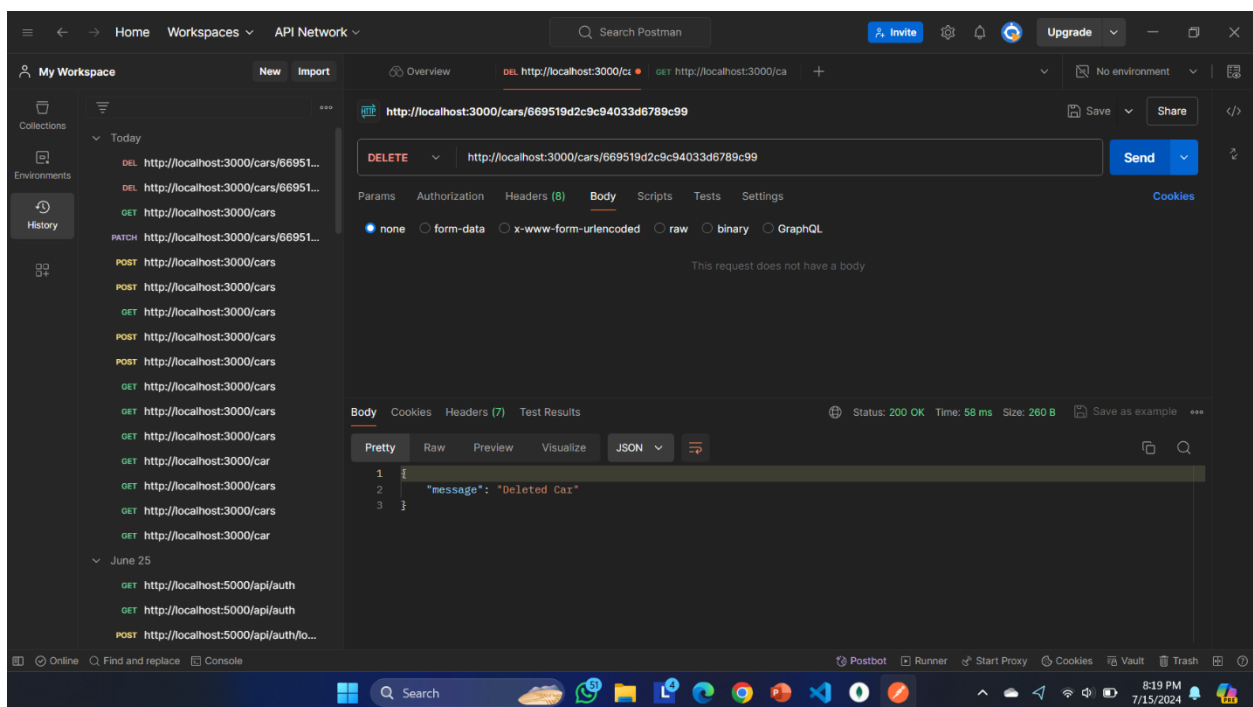 Home Workspaces API Network Search Postman Invite Upgrade
My Workspace New Import Overview DEL http://localhost:3000/ca GET http://localhost:3000/ca No environment
Collections
Environments
History
Today
DEL http://localhost:3000/cars/66951...
DEL http://localhost:3000/cars/66951...
GET http://localhost:3000/cars
PATCH http://localhost:3000/cars/66951...
POST http://localhost:3000/cars
POST http://localhost:3000/cars
GET http://localhost:3000/cars
POST http://localhost:3000/cars
POST http://localhost:3000/cars
GET http://localhost:3000/cars
GET http://localhost:3000/cars
GET http://localhost:3000/cars
GET http://localhost:3000/car
GET http://localhost:3000/cars
GET http://localhost:3000/cars
GET http://localhost:3000/car
June 25
GET http://localhost:5000/api/auth
GET http://localhost:5000/api/auth
POST http://localhost:5000/api/auth/lo...
HTTP http://localhost:3000/cars/669519d2c9c94033d6789c99 Save Share
DELETE http://localhost:3000/cars/669519d2c9c94033d6789c99 Send
Params Authorization Headers (8) Body Scripts Tests Settings Cookies
none form-data x-www-form-urlencoded raw binary GraphQL
This request does not have a body
Body Cookies Headers (7) Test Results Status: 200 OK Time: 58 ms Size: 260 B Save as example
Pretty Raw Preview Visualize JSON
1 {
2 "message": "Deleted Car"
3 }
Online Find and replace Console Postbot Runner Start Proxy Cookies Vault Trash
Search 51 4 8:19 PM
7/15/2024
PRE